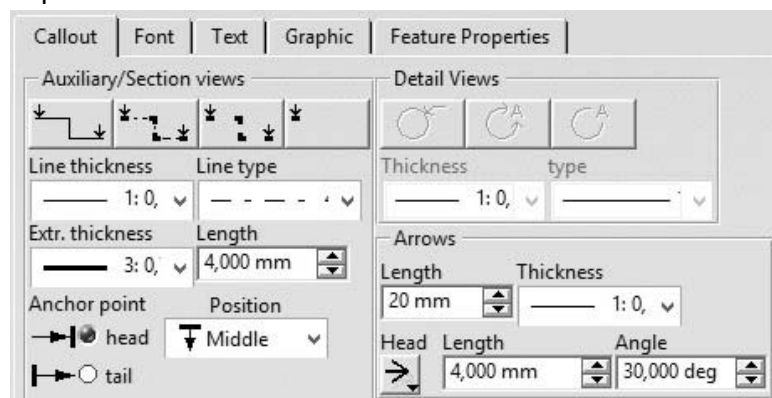 Callout Font Text Graphic Feature Properties
Auxiliary/Section views
Line thickness Line type
1: 0,
Extr. thickness Length
3: 0, 4,000 mm
Anchor point Position
head Middle
tail
Detail Views
A A
Thickness type
1: 0,
Arrows
Length Thickness
20 mm 1: 0,
Head Length Angle
4,000 mm 30,000 deg